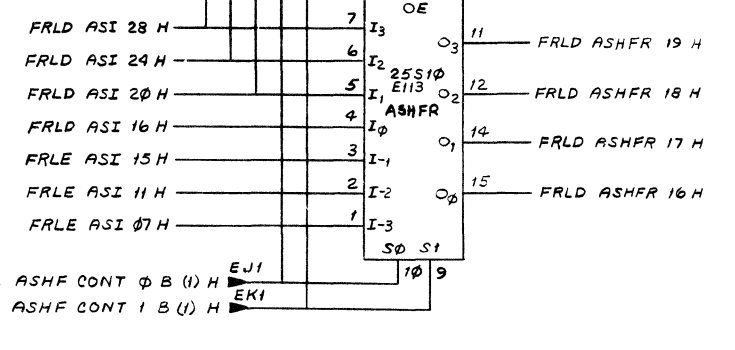 OE
FRLD ASI 28 H 7 I3
O3 11 FRLD ASHFR 19 H
FRLD ASI 24 H 6 I2
25S1Ø
FRLD ASI 2Ø H 5 I1
E113
O2 12 FRLD ASHFR 18 H
ASHFR
FRLD ASI 16 H 4 IØ
O1 14 FRLD ASHFR 17 H
FRLE ASI 15 H 3 I-1
FRLE ASI 11 H 2 I-2
OØ 15 FRLD ASHFR 16 H
FRLE ASI Ø7 H 1 I-3
SØ S1
1Ø 9
ASHF CONT Ø B (1) H EJ1
ASHF CONT 1 B (1) H EK1